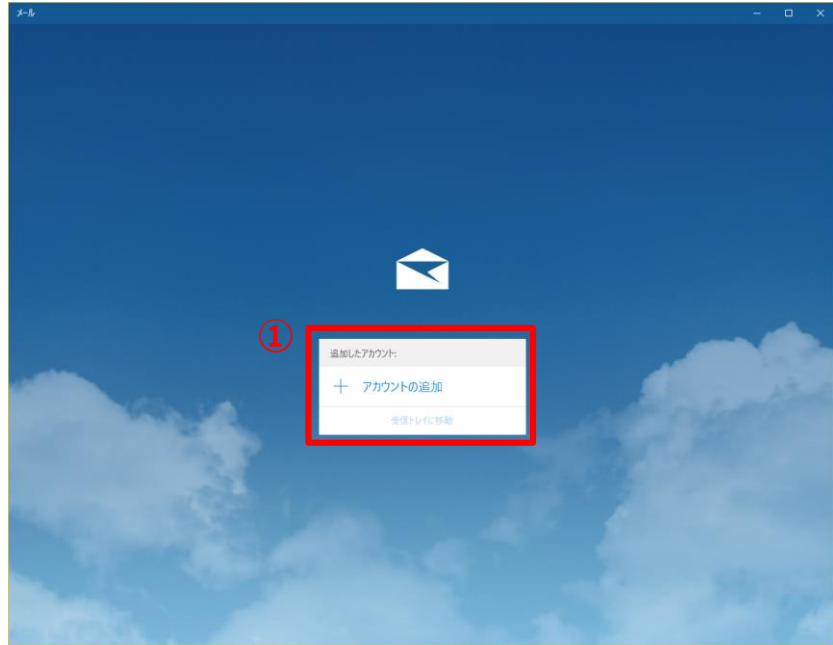 メール
①
追加したアカウント:
＋ アカウントの追加
受信トレイに移動